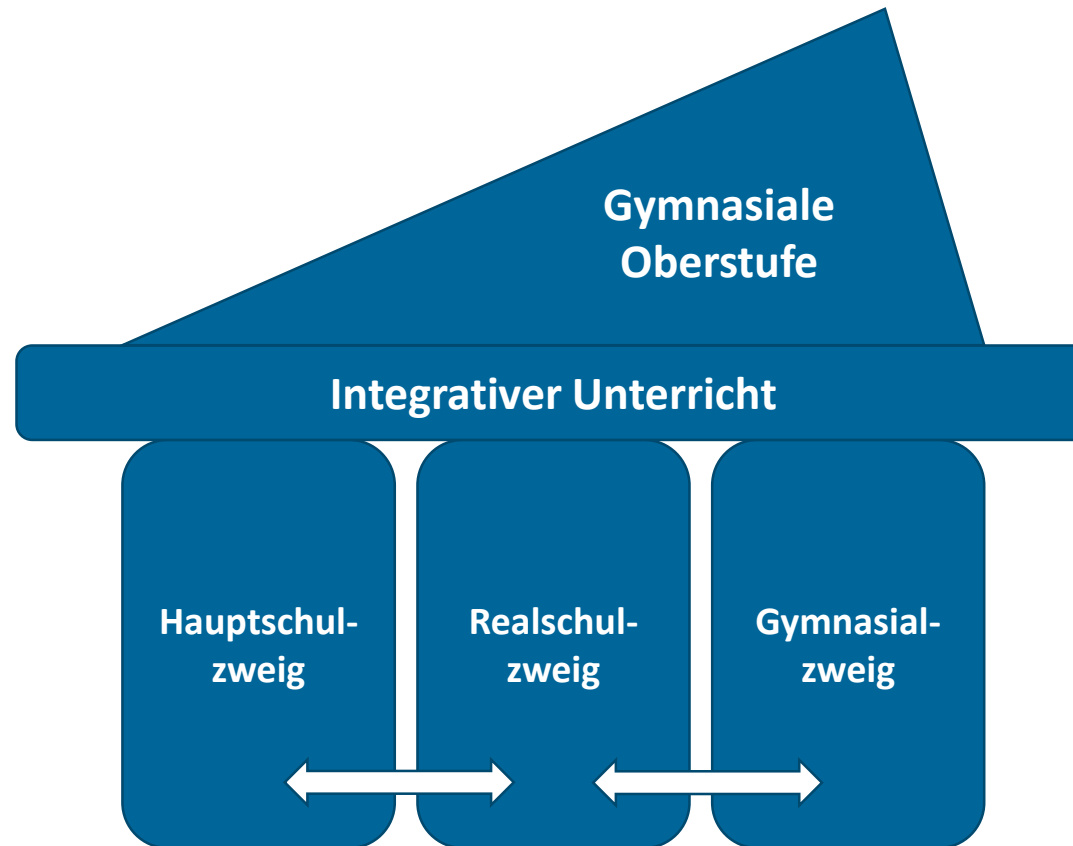 Gymnasiale
Oberstufe
Integrativer Unterricht
Hauptschul-
zweig
Realschul-
zweig
Gymnasial-
zweig